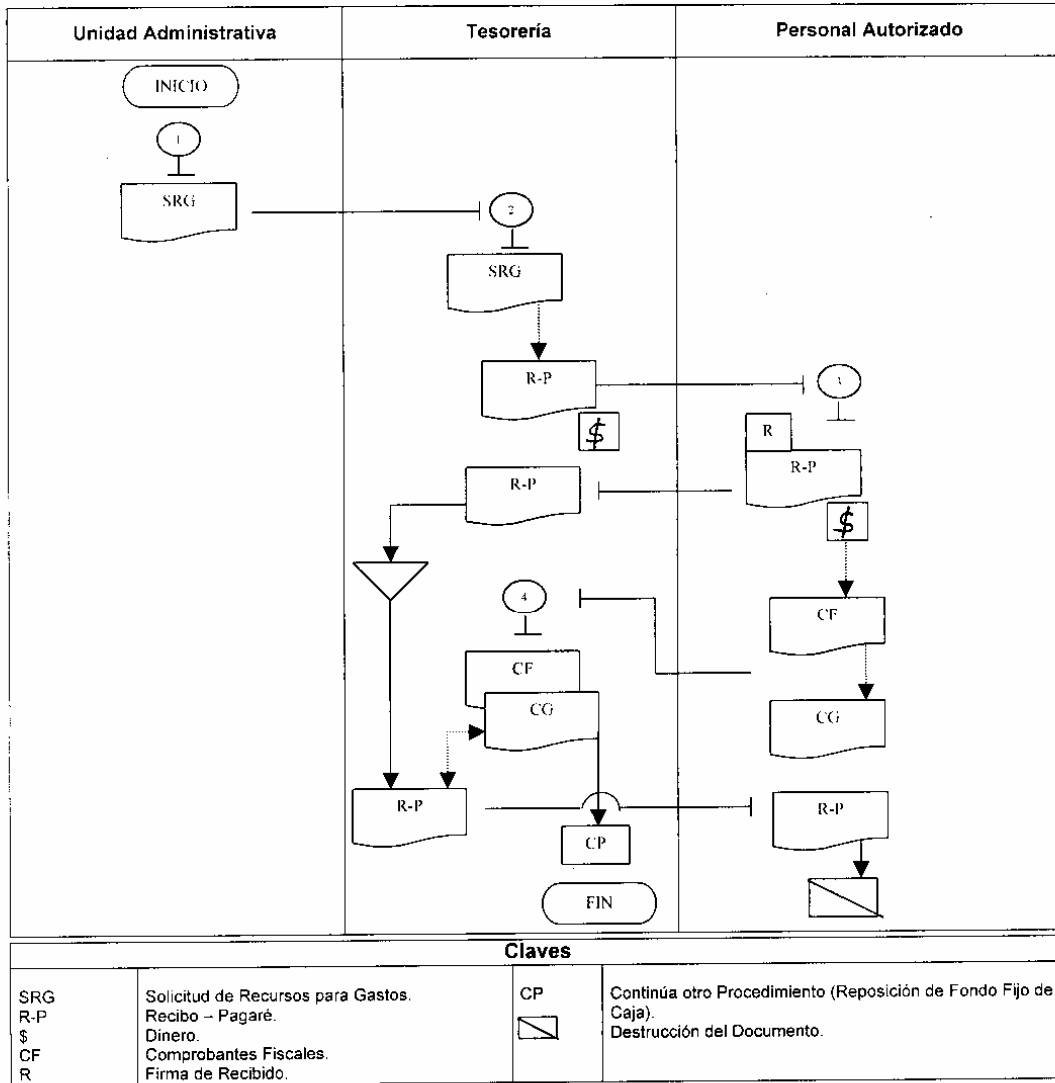 Unidad Administrativa
Tesorería
Personal Autorizado
INICIO
1
SRG
2
SRG
R-P
$
3
R
R-P
$
R-P
4
CF
CF
CG
CG
R-P
R-P
CP
FIN
Claves
SRG Solicitud de Recursos para Gastos.
R-P Recibo – Pagaré.
$ Dinero.
CF Comprobantes Fiscales.
R Firma de Recibido.
CP Continúa otro Procedimiento (Reposición de Fondo Fijo de
Caja).
Destrucción del Documento.